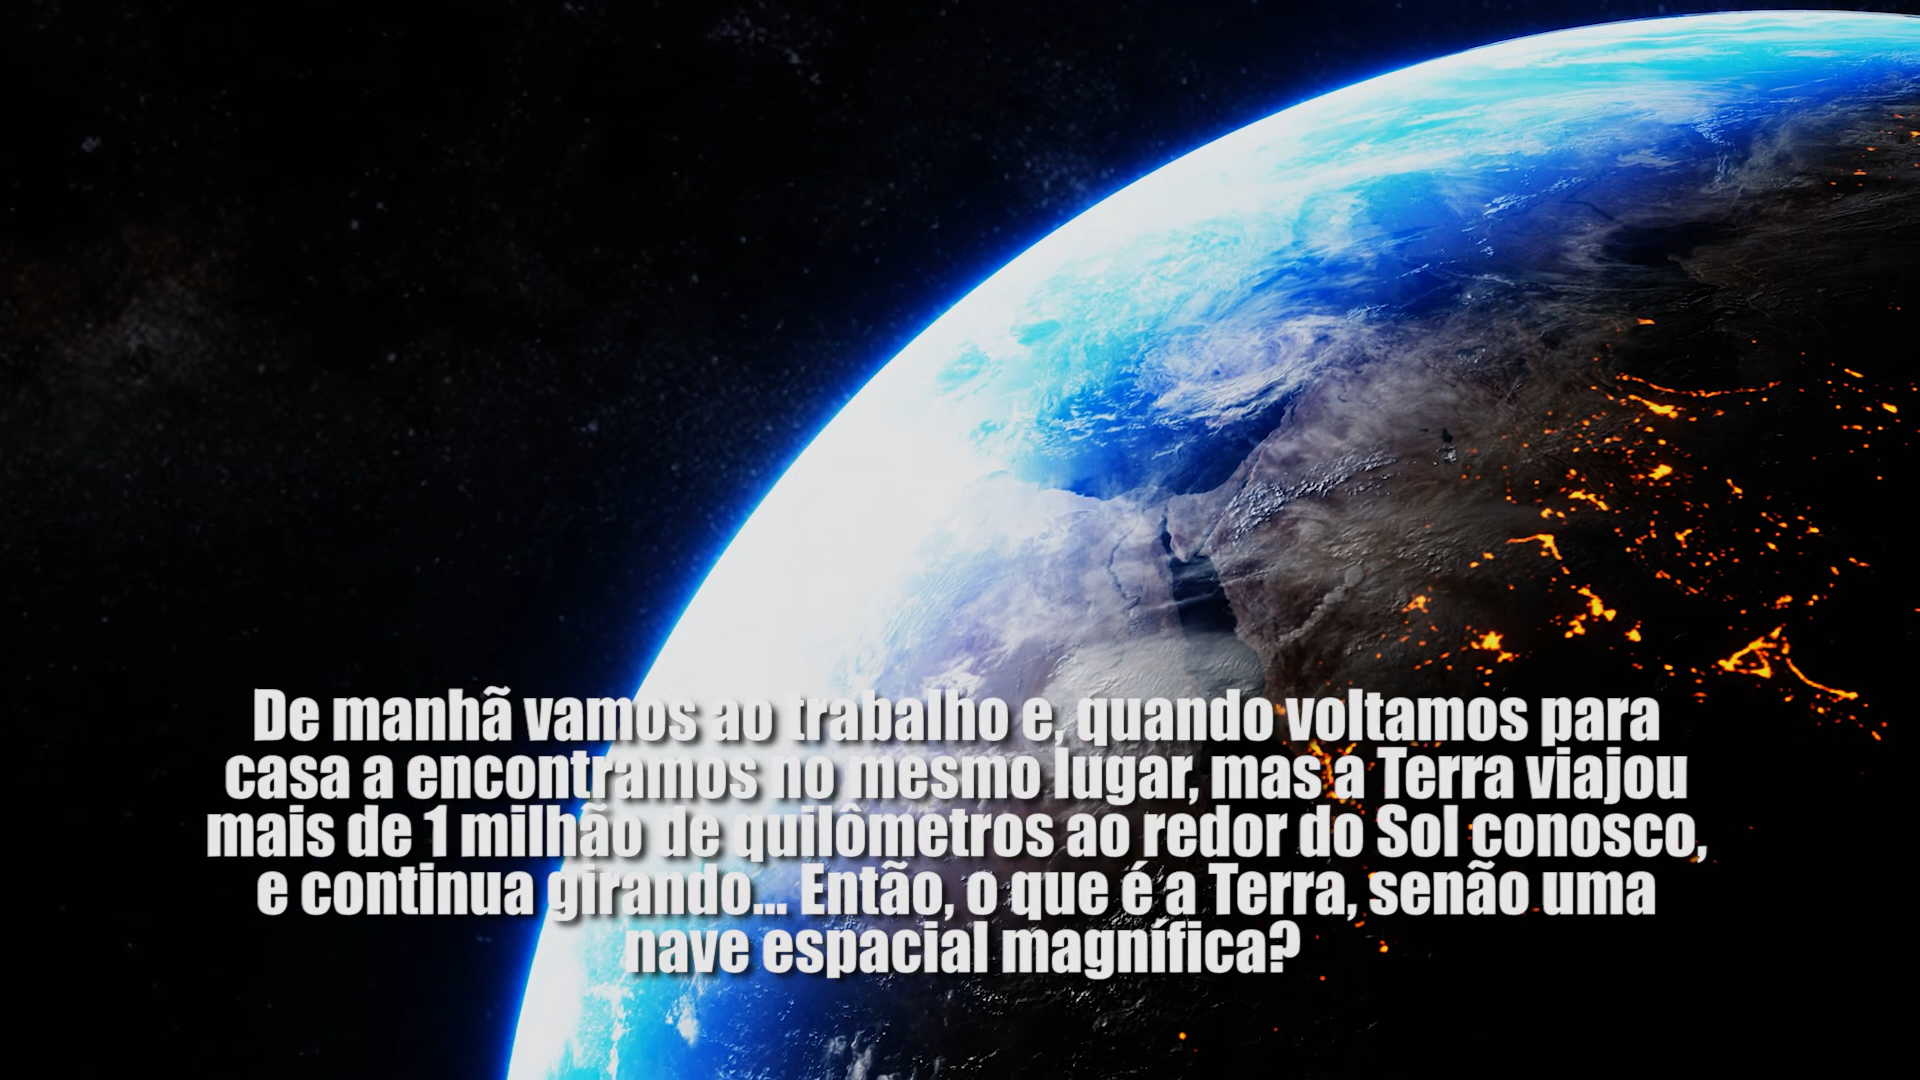 De manhã vamos ao trabalho e, quando voltamos para
casa a encontramos no mesmo lugar, mas a Terra viajou
mais de 1 milhão de quilômetros ao redor do Sol conosco,
e continua girando... Então, o que é a Terra, senão uma
nave espacial magnífica?